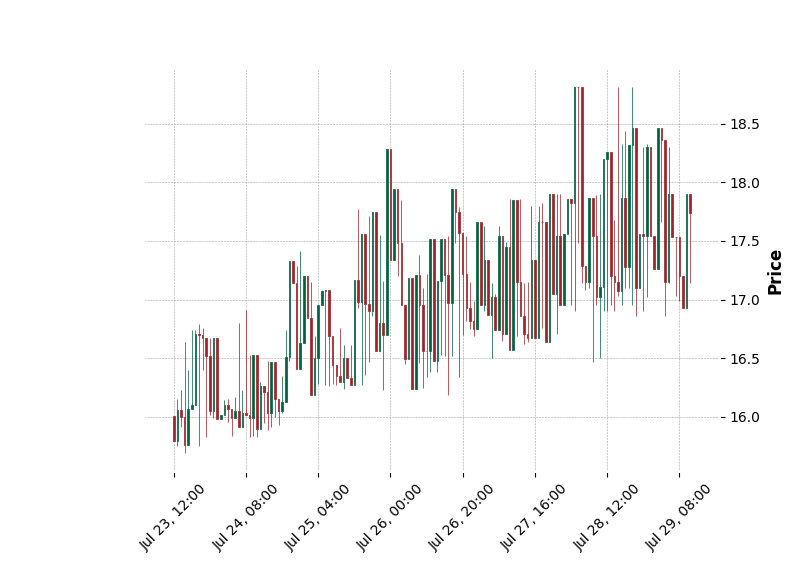 18.5
18.0
17.5
17.0
16.5
16.0
Price
Jul 23, 12:00
Jul 24, 08:00
Jul 25, 04:00
Jul 26, 00:00
Jul 26, 20:00
Jul 27, 16:00
Jul 28, 12:00
Jul 29, 08:00